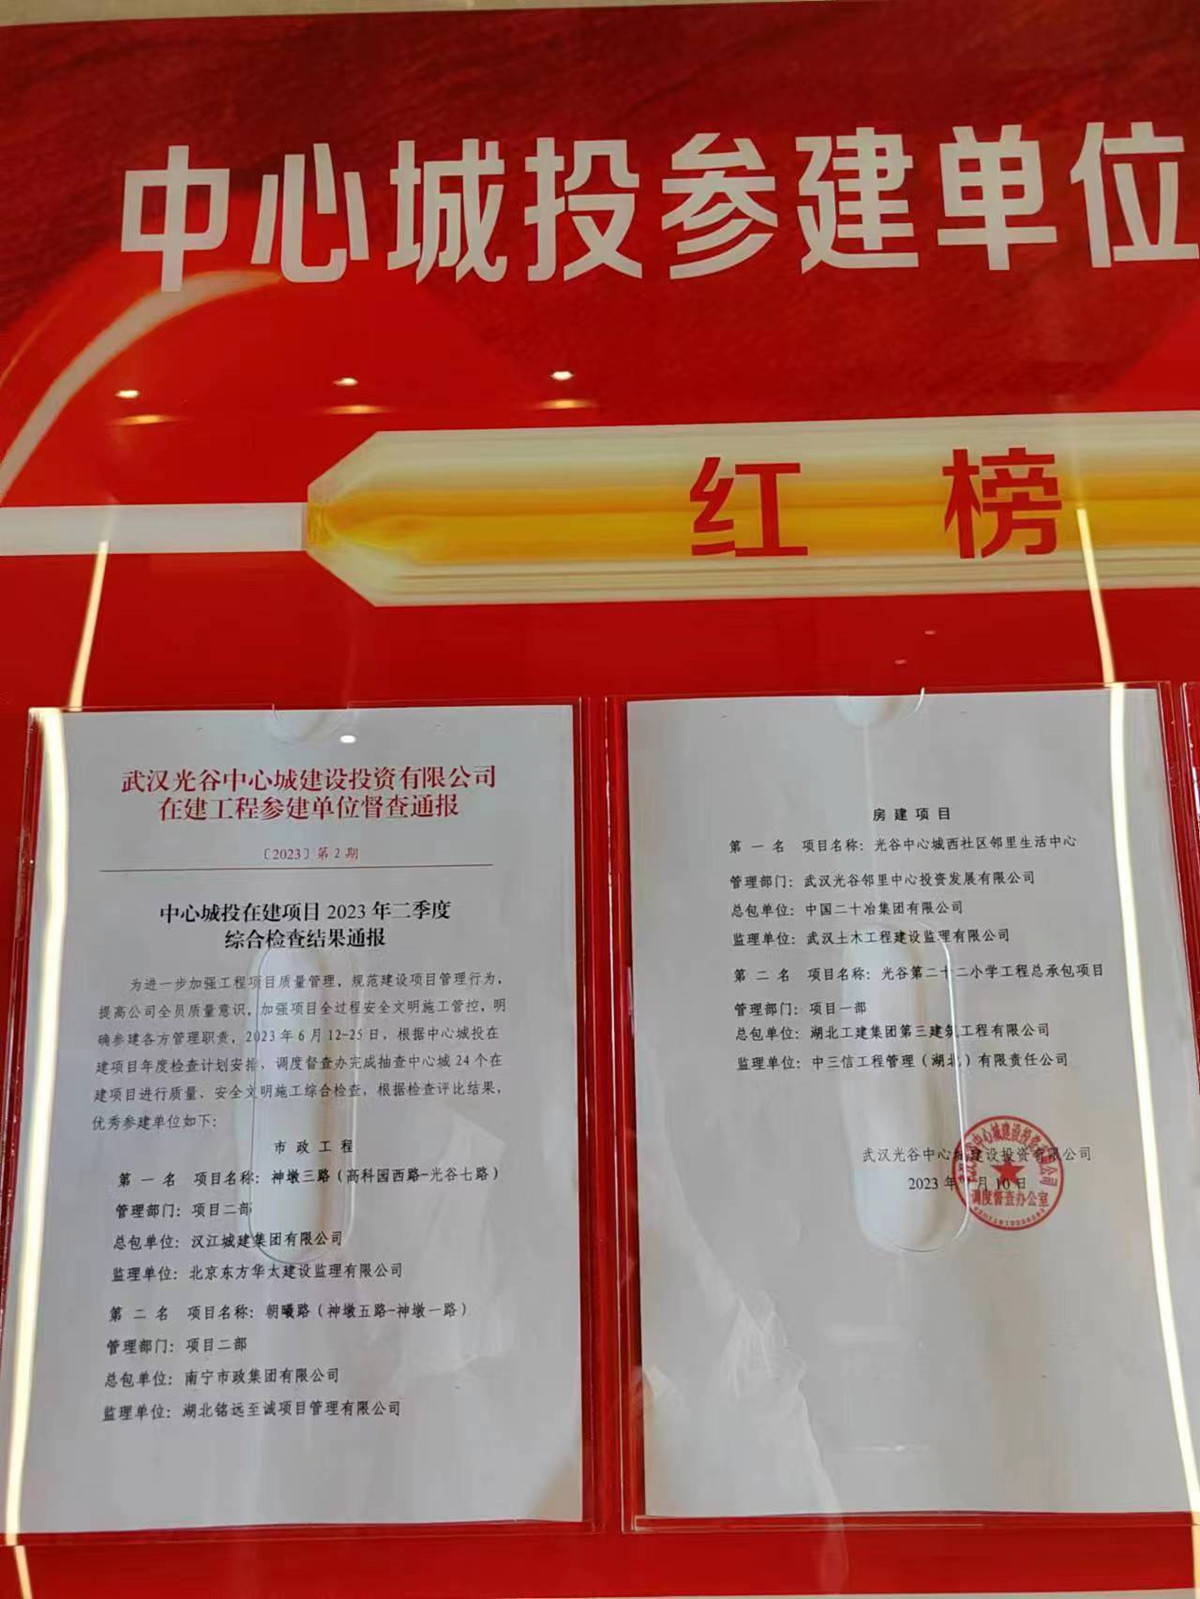 中心城投参建单位
红 榜
武汉光谷中心城建设投资有限公司
在建工程参建单位督查通报
〔2023〕第2期
中心城投在建项目2023年二季度
综合检查结果通报
为进一步加强工程项目质量管理，规范建设项目管理行为，
提高公司全员质量意识，加强项目全过程安全文明施工管控，明
确参建各方管理职责，2023年6月12-25日，根据中心城投在
建项目年度检查计划安排，调度督查办完成抽查中心城24个在
建项目进行质量、安全文明施工综合检查，根据检查评比结果，
优秀参建单位如下：
市政工程
第一名 项目名称：神墩三路（高科园西路-光谷七路）
管理部门：项目二部
总包单位：汉江城建集团有限公司
监理单位：北京东方华太建设监理有限公司
第二名 项目名称：朝曦路（神墩五路-神墩一路）
管理部门：项目二部
总包单位：南宁市政集团有限公司
监理单位：湖北铭远至诚项目管理有限公司
房建项目
第一名 项目名称：光谷中心城西社区邻里生活中心
管理部门：武汉光谷邻里中心投资发展有限公司
总包单位：中国二十冶集团有限公司
监理单位：武汉土木工程建设监理有限公司
第二名 项目名称：光谷第二十二小学工程总承包项目
管理部门：项目一部
总包单位：湖北工建集团第三建筑工程有限公司
监理单位：中三信工程管理（湖北）有限责任公司
武汉光谷中心城建设投资有限公司
2023年7月10日
武汉光谷中心城建设投资有限公司
调度督查办公室